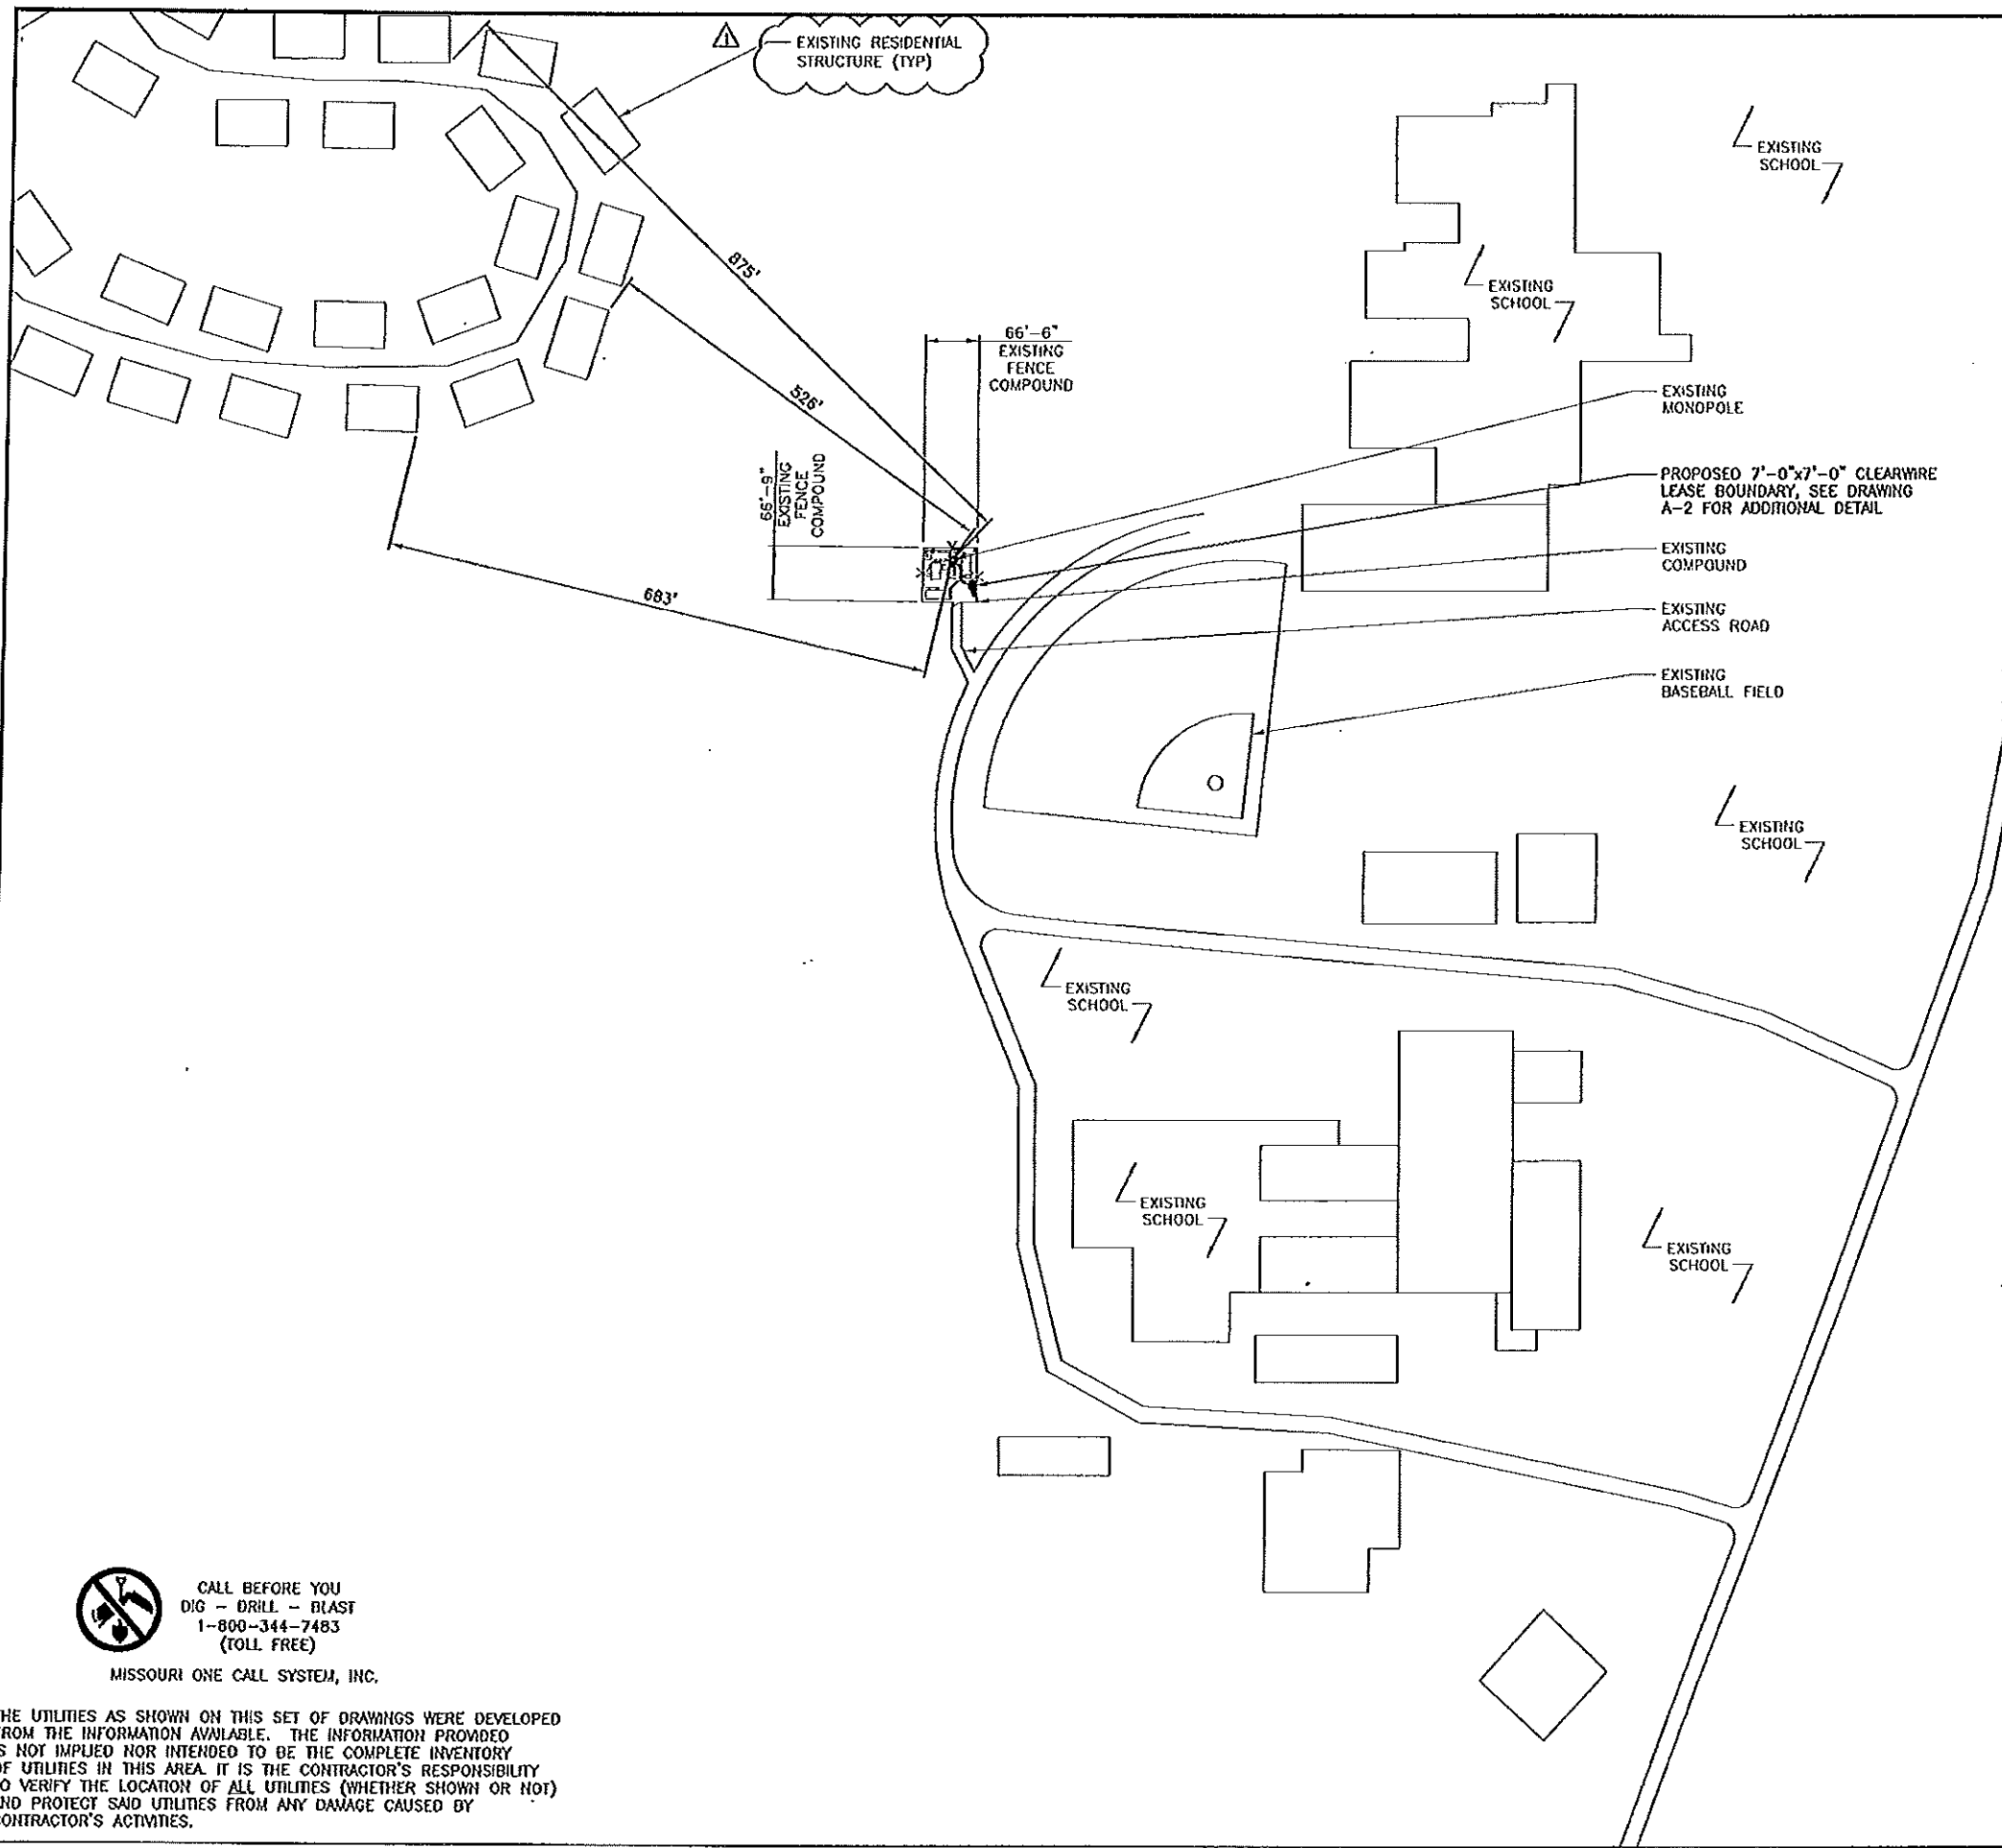 1
EXISTING RESIDENTIAL
STRUCTURE (TYP)
EXISTING
SCHOOL
EXISTING
SCHOOL
875'
526'
683'
66'-6"
EXISTING
FENCE
COMPOUND
66'-9"
EXISTING
FENCE
COMPOUND
EXISTING
MONOPOLE
PROPOSED 7'-0"x7'-0" CLEARWIRE
LEASE BOUNDARY, SEE DRAWING
A-2 FOR ADDITIONAL DETAIL
EXISTING
COMPOUND
EXISTING
ACCESS ROAD
EXISTING
BASEBALL FIELD
EXISTING
SCHOOL
EXISTING
SCHOOL
EXISTING
SCHOOL
EXISTING
SCHOOL
CALL BEFORE YOU
DIG - DRILL - BLAST
1-800-344-7483
(TOLL FREE)
MISSOURI ONE CALL SYSTEM, INC.
HE UTILITIES AS SHOWN ON THIS SET OF DRAWINGS WERE DEVELOPED
ROM THE INFORMATION AVAILABLE. THE INFORMATION PROVIDED
S NOT IMPLIED NOR INTENDED TO BE THE COMPLETE INVENTORY
OF UTILITIES IN THIS AREA. IT IS THE CONTRACTOR'S RESPONSIBILITY
O VERIFY THE LOCATION OF ALL UTILITIES (WHETHER SHOWN OR NOT)
ND PROTECT SAID UTILITIES FROM ANY DAMAGE CAUSED BY
CONTRACTOR'S ACTIVITIES.